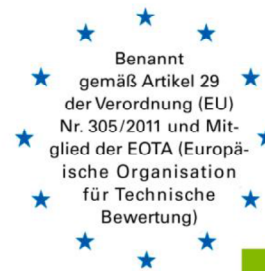 Benannt
gemäß Artikel 29
der Verordnung (EU)
Nr. 305/2011 und Mit-
glied der EOTA (Europä-
ische Organisation
für Technische
Bewertung)